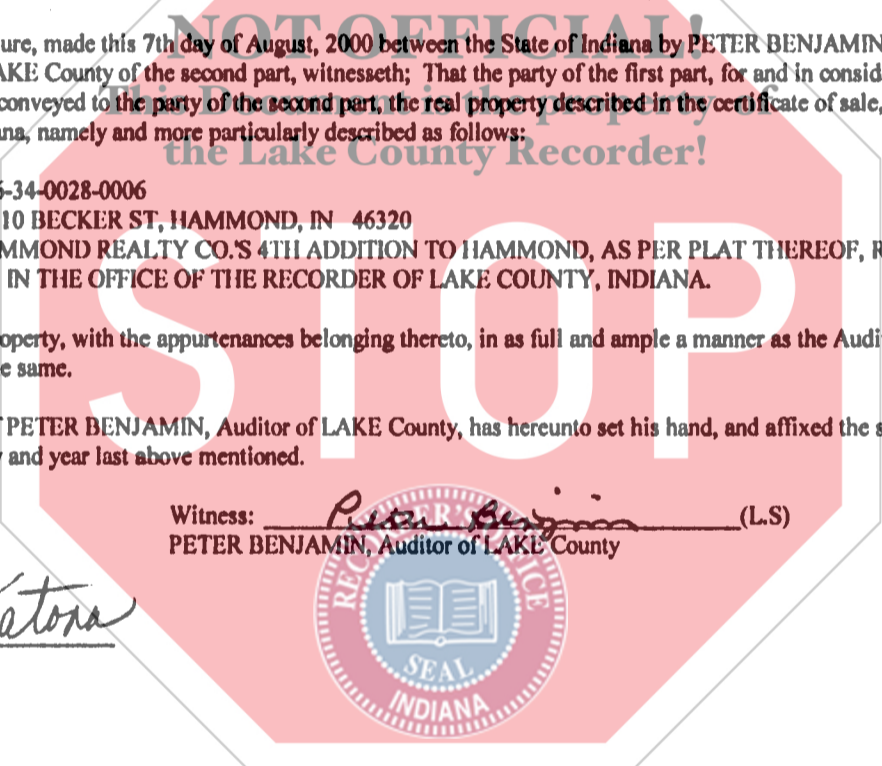 NOT OFFICIAL!
ure, made this 7th day of August, 2000 between the State of Indiana by PETER BENJAMIN
AKE County of the second part, witnesseth; That the party of the first part, for and in consid
conveyed to the party of the second part, the real property described in the certificate of sale,
This Document is the property of
na, namely and more particularly described as follows:
the Lake County Recorder!
-34-0028-0006
10 BECKER ST, HAMMOND, IN 46320
MMOND REALTY CO.'S 4TH ADDITION TO HAMMOND, AS PER PLAT THEREOF, R
IN THE OFFICE OF THE RECORDER OF LAKE COUNTY, INDIANA.
STOP
operty, with the appurtenances belonging thereto, in as full and ample a manner as the Audi
e same.
PETER BENJAMIN, Auditor of LAKE County, has hereunto set his hand, and affixed the s
and year last above mentioned.
Witness: Peter Benjamin (L.S)
PETER BENJAMIN, Auditor of LAKE County
atona
RECORDER'S OFFICE
SEAL
INDIANA